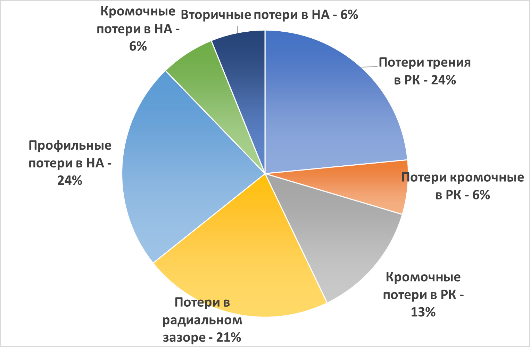 Кромочные
потери в НА -
6%
Вторичные потери в НА - 6%
Потери трения
в РК - 24%
Потери кромочные
в РК - 6%
Кромочные
потери в РК -
13%
Потери в
радиальном
зазоре - 21%
Профильные
потери в НА -
24%